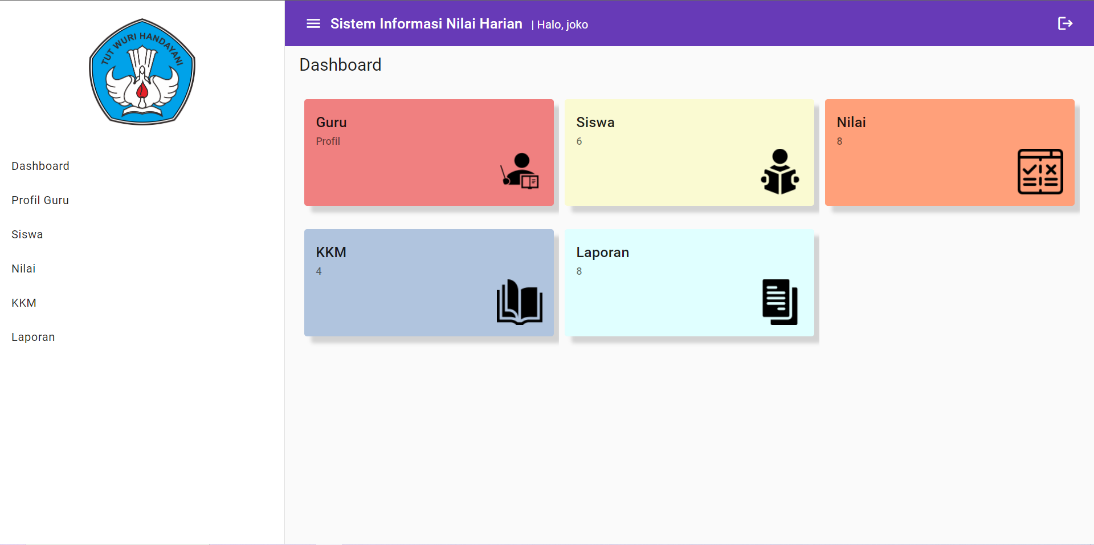 TUT WURI HANDAYANI
Dashboard
Profil Guru
Siswa
Nilai
KKM
Laporan
Sistem Informasi Nilai Harian | Halo, joko
Dashboard
Guru
Profil
Siswa
6
Nilai
8
KKM
4
Laporan
8